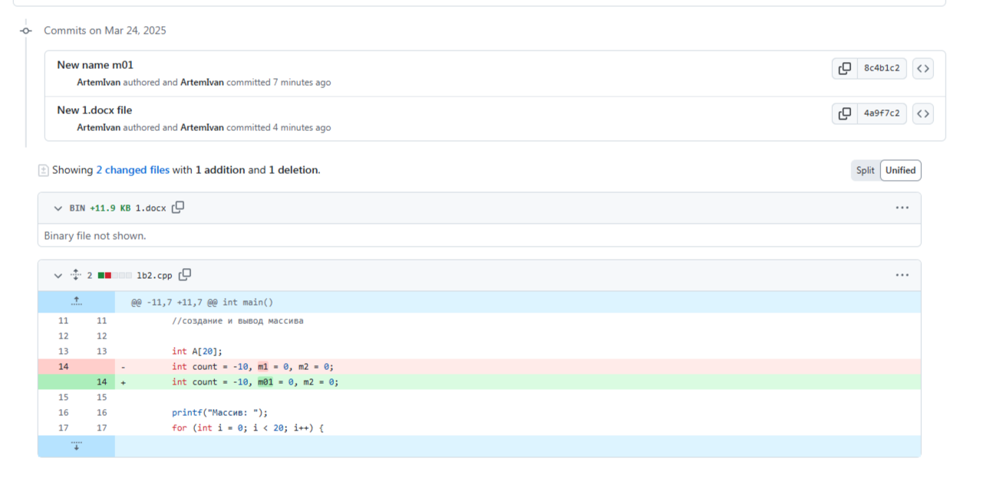 Commits on Mar 24, 2025
New name m01
8c4b1c2
ArtemIvan authored and ArtemIvan committed 7 minutes ago
New 1.docx file
4a9f7c2
ArtemIvan authored and ArtemIvan committed 4 minutes ago
Showing 2 changed files with 1 addition and 1 deletion.
Split Unified
BIN +11.9 KB 1.docx
Binary file not shown.
2 lb2.cpp
@@ -11,7 +11,7 @@ int main()
11 11 //создание и вывод массива
12 12
13 13 int A[20];
14 - int count = -10, m1 = 0, m2 = 0;
14 + int count = -10, m01 = 0, m2 = 0;
15 15
16 16 printf("Массив: ");
17 17 for (int i = 0; i < 20; i++) {